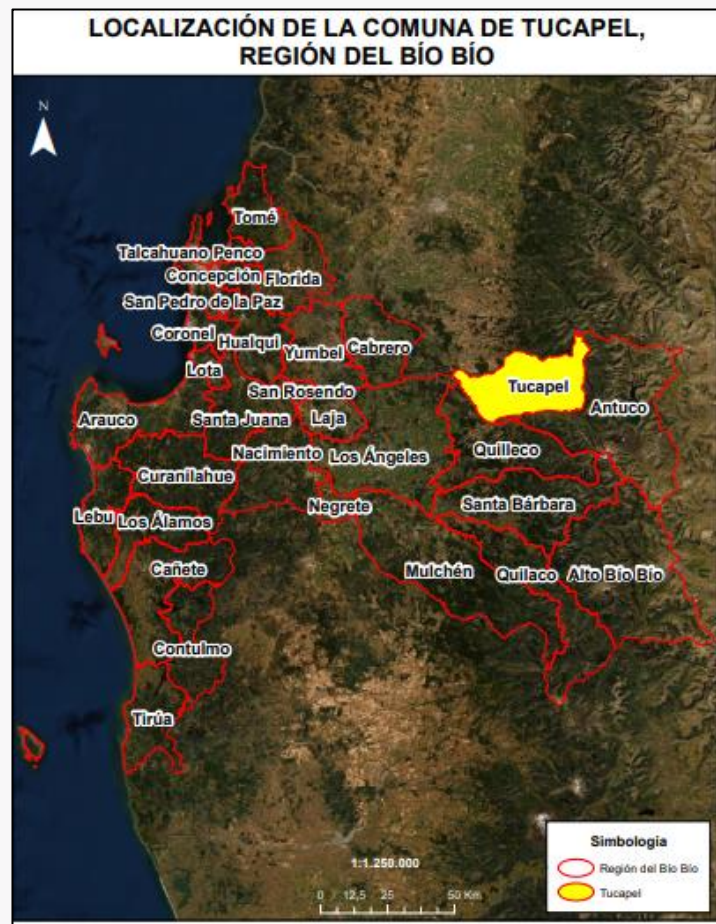 LOCALIZACIÓN DE LA COMUNA DE TUCAPEL,
REGIÓN DEL BÍO BÍO
N
Tomé
Talcahuano Penco
Concepción Florida
San Pedro de la Paz
Coronel Hualqui Yumbel Cabrero
Lota
Tucapel
San Rosendo
Antuco
Arauco Santa Juana Laja
Nacimiento Los Ángeles Quilleco
Curanilahue
Negrete Santa Bárbara
Lebu Los Álamos
Cañete Mulchén Quilaco Alto Bío Bío
Contulmo
Tirúa
1:1.250.000
0 12,5 25 50 Km
Simbología
Región del Bío Bío
Tucapel